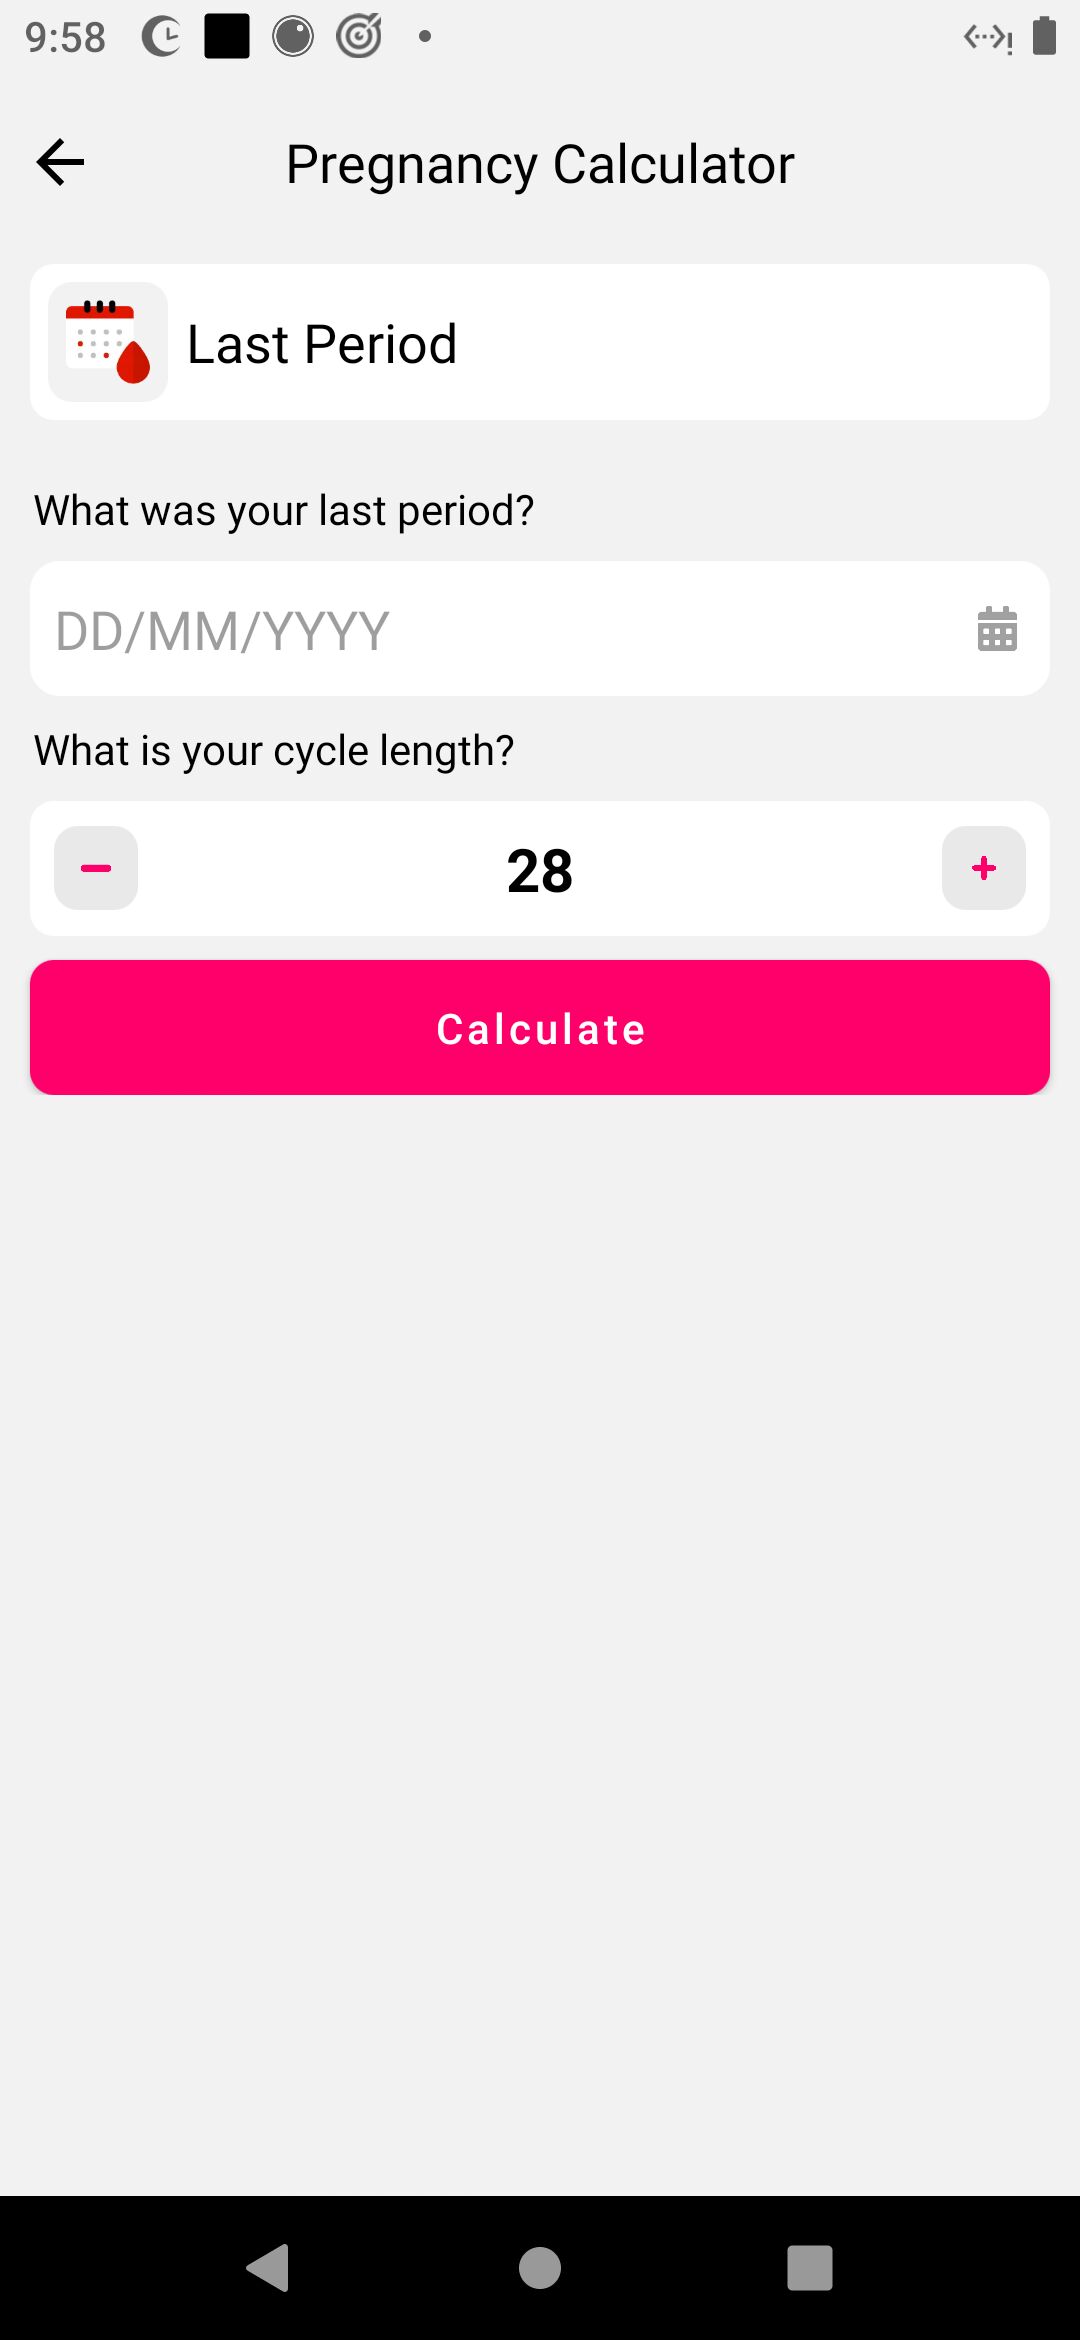 9:58
Pregnancy Calculator
Last Period
What was your last period?
DD/MM/YYYY
What is your cycle length?
28
Calculate